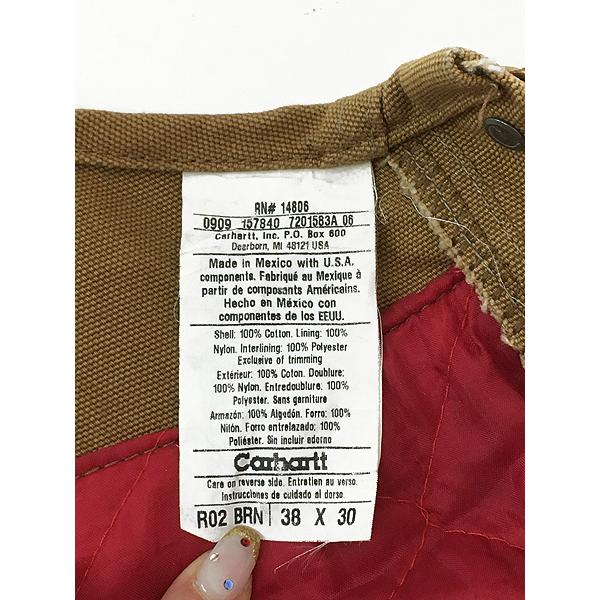 RN# 14806
0909 157840 7201583A 06
Carhartt, Inc. P.O. Box 600
Dearborn, MI 48121 USA
Made in Mexico with U.S.A.
components. Fabriqué au Mexique à
partir de composants Américains.
Hecho en México con
componentes de los EEUU.
Shell: 100% Cotton. Lining: 100%
Nylon. Interlining: 100% Polyester
Exclusive of trimming
Extérieur: 100% Coton. Doublure:
100% Nylon. Entredoublure: 100%
Polyester. Sans garniture
Armazón: 100% Algodón. Forro: 100%
Nilón. Forro entrelazado: 100%
Poliéster. Sin incluir adorno
Carhartt
Care on reverse side. Entretien au verso.
Instrucciones de cuidado al dorso.
R02 BRN 38 X 30